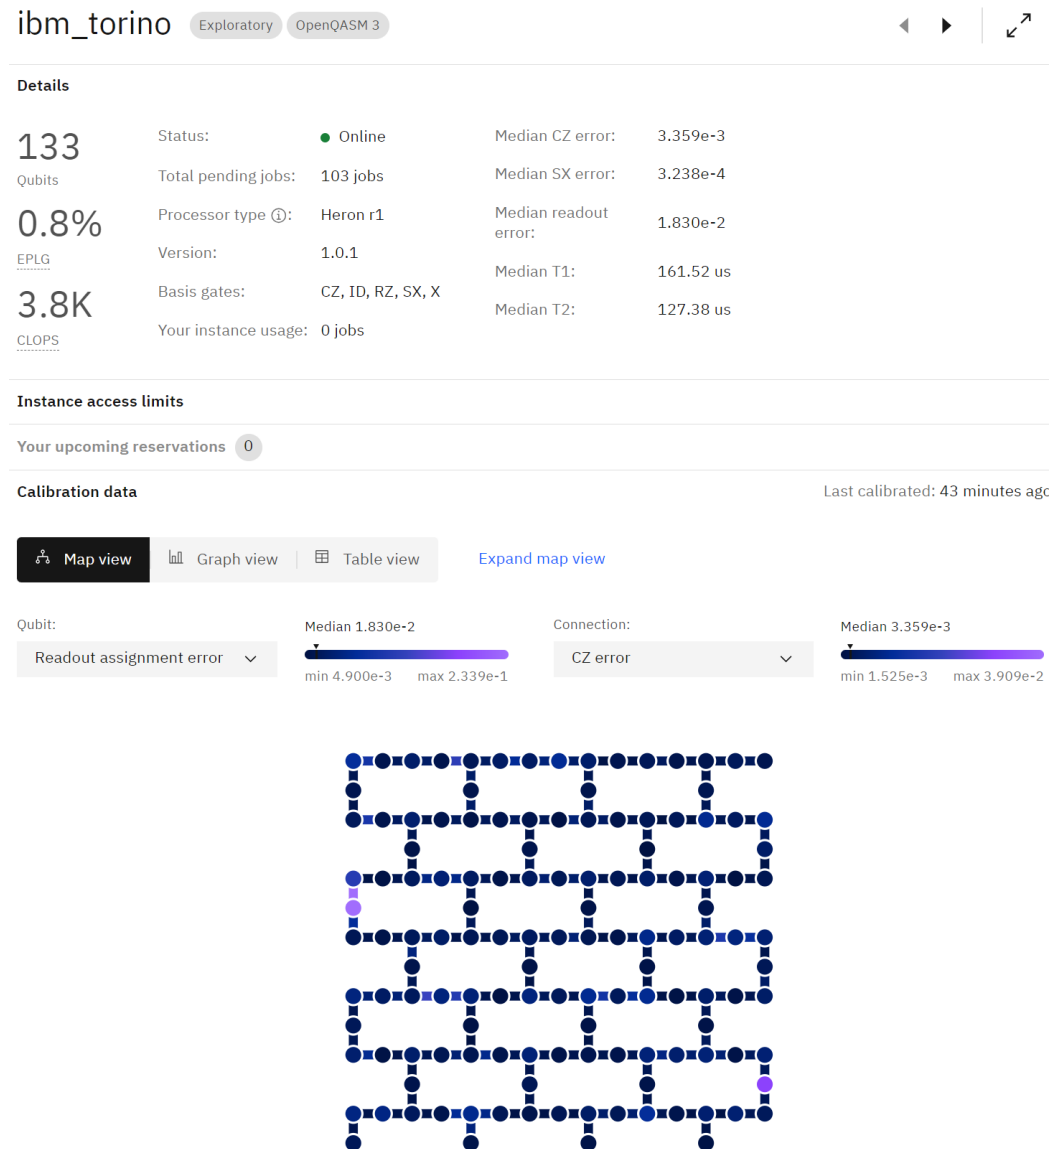 ibm_torino Exploratory OpenQASM 3
Details
133
Qubits
0.8%
EPLG
3.8K
CLOPS
Status: Online
Total pending jobs: 103 jobs
Processor type : Heron r1
Version: 1.0.1
Basis gates: CZ, ID, RZ, SX, X
Your instance usage: 0 jobs
Median CZ error: 3.359e-3
Median SX error: 3.238e-4
Median readout
error: 1.830e-2
Median T1: 161.52 us
Median T2: 127.38 us
Instance access limits
Your upcoming reservations 0
Calibration data Last calibrated: 43 minutes ago
Map view Graph view Table view Expand map view
Qubit:
Readout assignment error
Median 1.830e-2
min 4.900e-3 max 2.339e-1
Connection:
CZ error
Median 3.359e-3
min 1.525e-3 max 3.909e-2